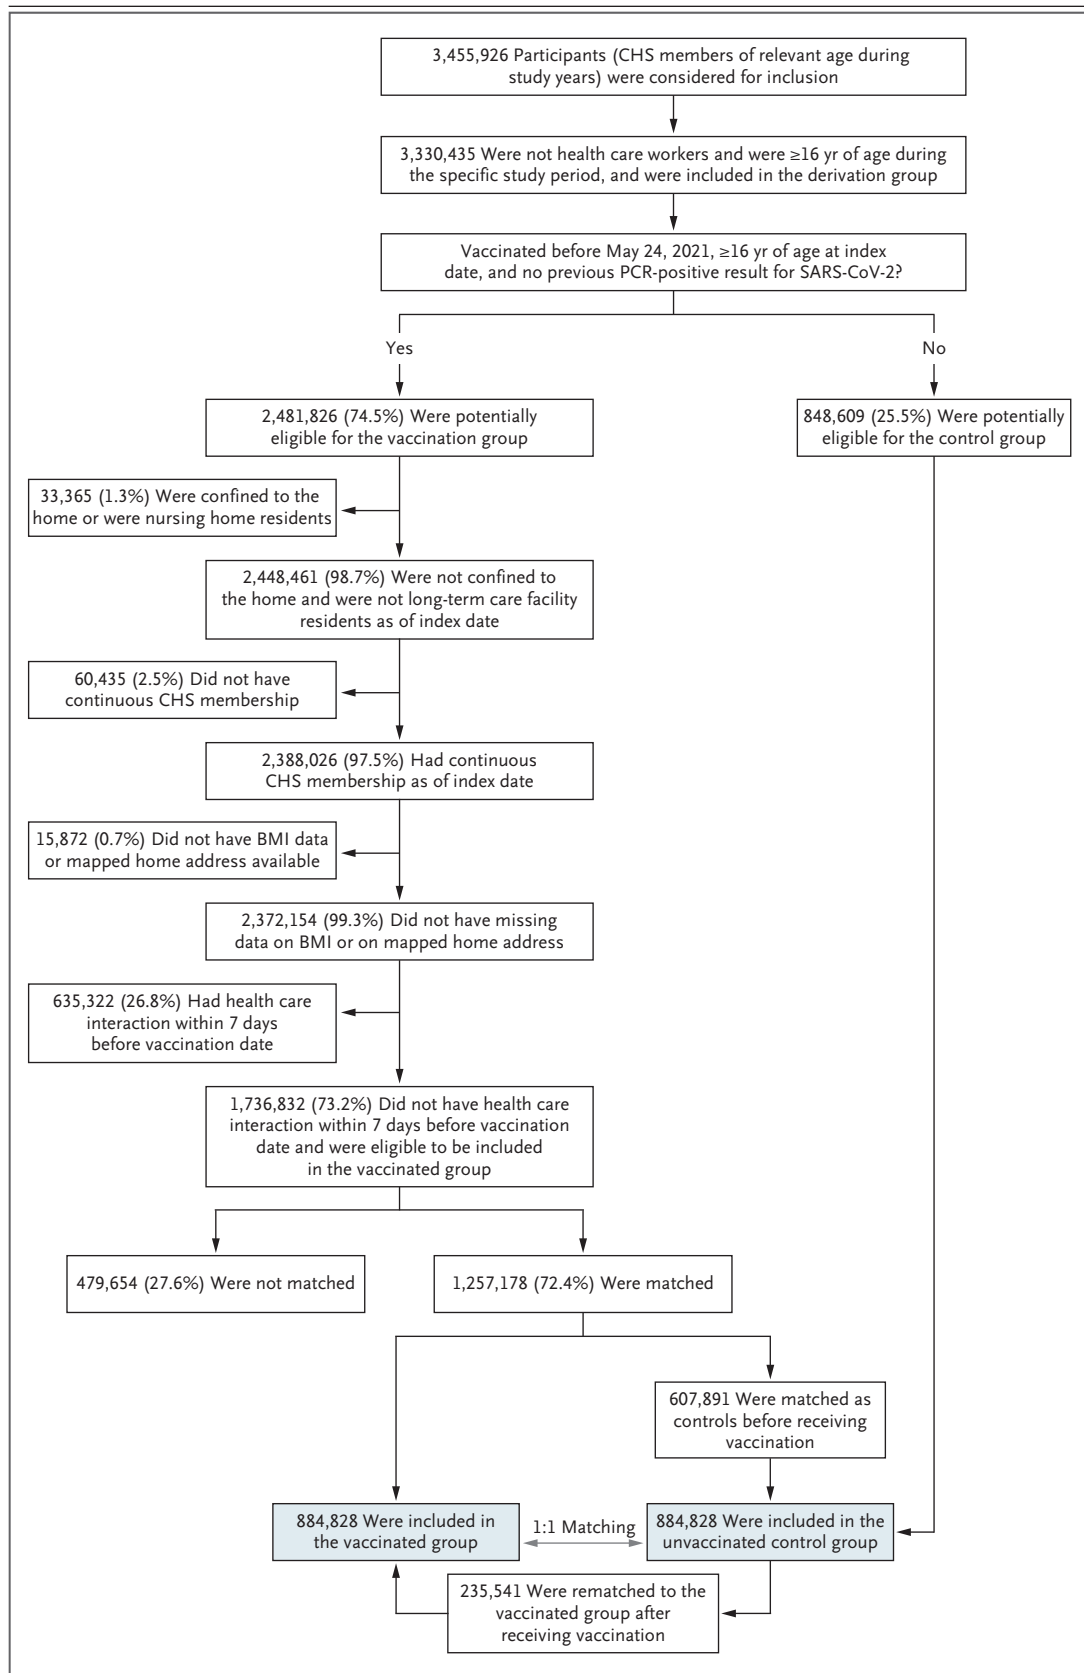 3,455,926 Participants (CHS members of relevant age during
study years) were considered for inclusion
3,330,435 Were not health care workers and were ≥16 yr of age during
the specific study period, and were included in the derivation group
Vaccinated before May 24, 2021, ≥16 yr of age at index
date, and no previous PCR-positive result for SARS-CoV-2?
Yes
No
2,481,826 (74.5%) Were potentially
eligible for the vaccination group
848,609 (25.5%) Were potentially
eligible for the control group
33,365 (1.3%) Were confined to the
home or were nursing home residents
2,448,461 (98.7%) Were not confined to
the home and were not long-term care facility
residents as of index date
60,435 (2.5%) Did not have
continuous CHS membership
2,388,026 (97.5%) Had continuous
CHS membership as of index date
15,872 (0.7%) Did not have BMI data
or mapped home address available
2,372,154 (99.3%) Did not have missing
data on BMI or on mapped home address
635,322 (26.8%) Had health care
interaction within 7 days
before vaccination date
1,736,832 (73.2%) Did not have health care
interaction within 7 days before vaccination
date and were eligible to be included
in the vaccinated group
479,654 (27.6%) Were not matched
1,257,178 (72.4%) Were matched
607,891 Were matched as
controls before receiving
vaccination
884,828 Were included in
the vaccinated group
1:1 Matching
884,828 Were included in the
unvaccinated control group
235,541 Were rematched to the
vaccinated group after
receiving vaccination